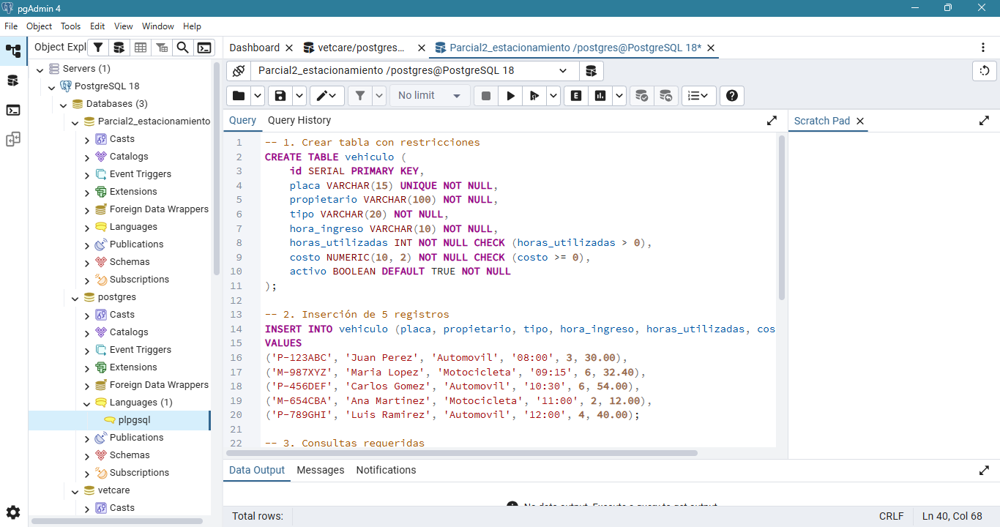 pgAdmin 4
File Object Tools Edit View Window Help
Object Expl
Dashboard
vetcare/postgres...
Parcial2_estacionamiento /postgres@PostgreSQL 18*
Servers (1)
PostgreSQL 18
Databases (3)
Parcial2_estacionamiento
Casts
Catalogs
Event Triggers
Extensions
Foreign Data Wrappers
Languages
Publications
Schemas
Subscriptions
postgres
Casts
Catalogs
Event Triggers
Extensions
Foreign Data Wrappers
Languages (1)
plpgsql
Publications
Schemas
Subscriptions
vetcare
Casts
Parcial2_estacionamiento /postgres@PostgreSQL 18
No limit
E
Query Query History
Scratch Pad
1 -- 1. Crear tabla con restricciones
2 CREATE TABLE vehiculo (
3 id SERIAL PRIMARY KEY,
4 placa VARCHAR(15) UNIQUE NOT NULL,
5 propietario VARCHAR(100) NOT NULL,
6 tipo VARCHAR(20) NOT NULL,
7 hora_ingreso VARCHAR(10) NOT NULL,
8 horas_utilizadas INT NOT NULL CHECK (horas_utilizadas > 0),
9 costo NUMERIC(10, 2) NOT NULL CHECK (costo >= 0),
10 activo BOOLEAN DEFAULT TRUE NOT NULL
11 );
12
13 -- 2. Inserción de 5 registros
14 INSERT INTO vehiculo (placa, propietario, tipo, hora_ingreso, horas_utilizadas, cos
15 VALUES
16 ('P-123ABC', 'Juan Perez', 'Automovil', '08:00', 3, 30.00),
17 ('M-987XYZ', 'Maria Lopez', 'Motocicleta', '09:15', 6, 32.40),
18 ('P-456DEF', 'Carlos Gomez', 'Automovil', '10:30', 6, 54.00),
19 ('M-654CBA', 'Ana Martinez', 'Motocicleta', '11:00', 2, 12.00),
20 ('P-789GHI', 'Luis Ramirez', 'Automovil', '12:00', 4, 40.00);
21
22 -- 3. Consultas requeridas
Data Output Messages Notifications
No data output. Execute a query to get output.
Total rows:
CRLF
Ln 40, Col 68